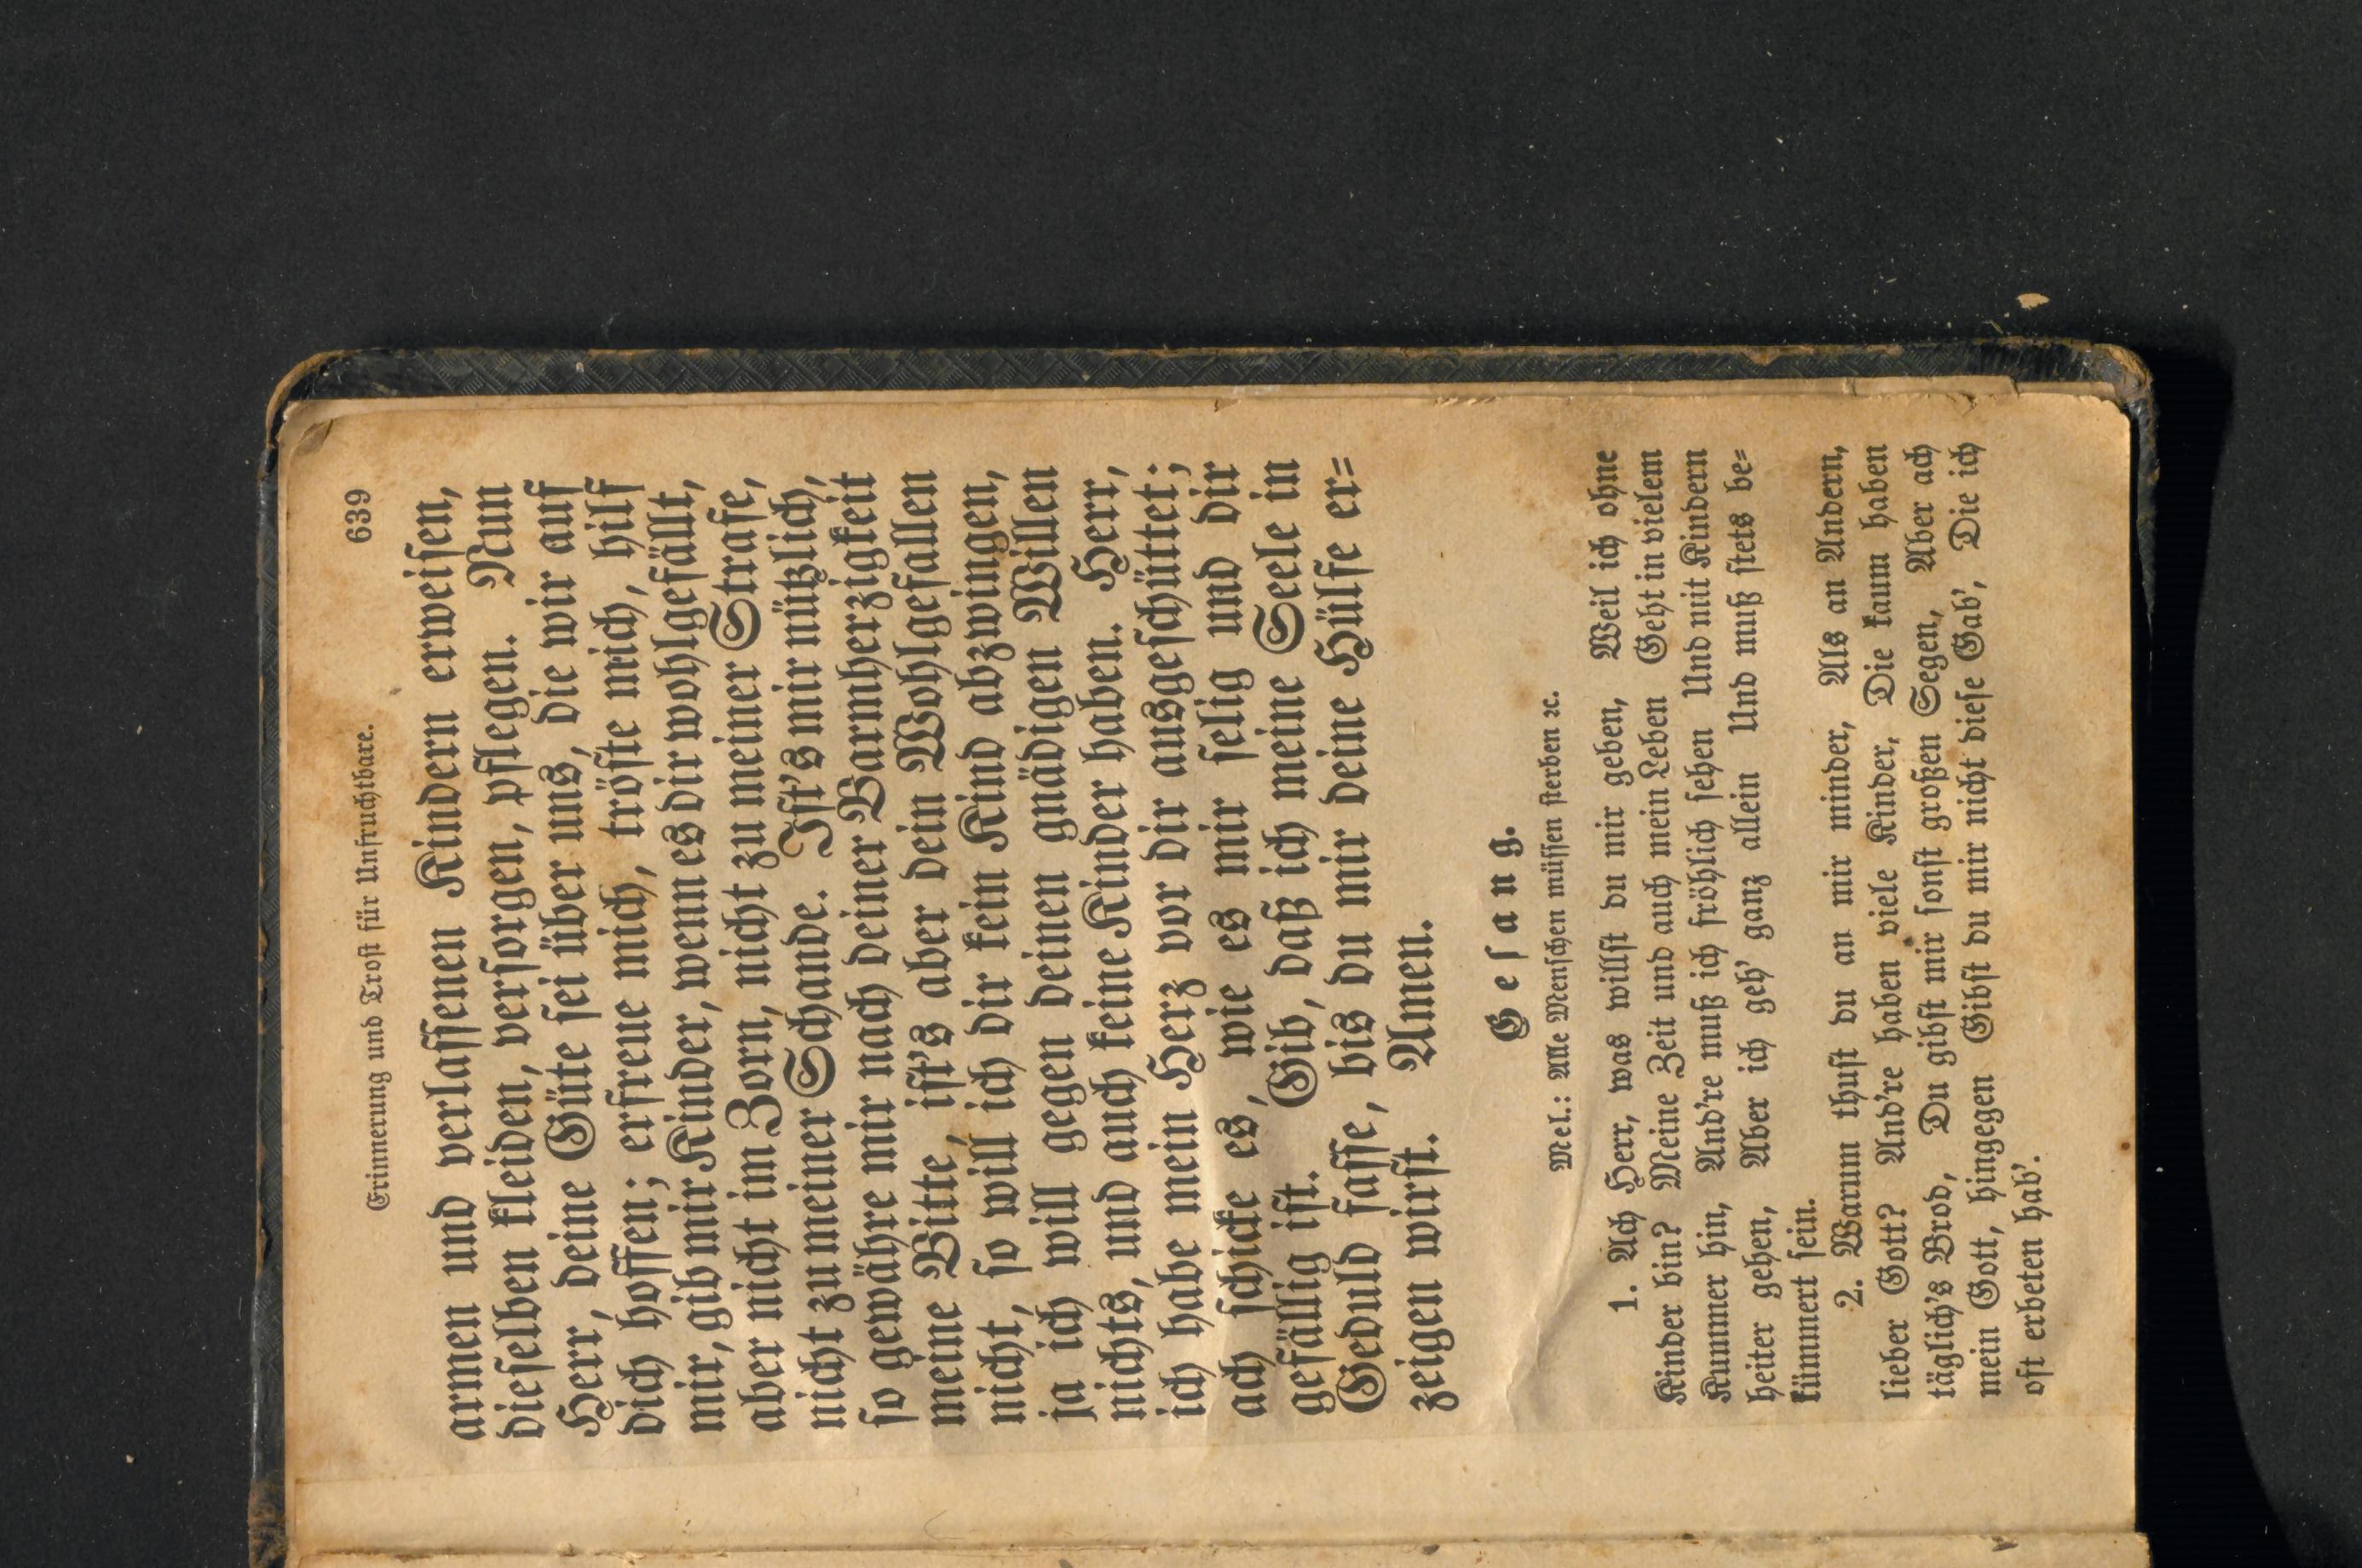 Erinnerung und Trost für Unfruchtbare. 639
armen und verlassenen Kindern erweisen,
dieselben kleiden, versorgen, pflegen. Nun
Herr, deine Güte sei über uns, die wir auf
dich hoffen; erfreue mich, tröste mich, hilf
mir, gib mir Kinder, wenn es dir wohlgefällt,
aber nicht im Zorn, nicht zu meiner Strafe,
nicht zu meiner Schande. Ist's mir nützlich,
so gewähre mir nach deiner Barmherzigkeit
meine Bitte, ist's aber dein Wohlgefallen
nicht, so will ich dir kein Kind abzwingen,
ja ich will gegen deinen gnädigen Willen
nichts, und auch keine Kinder haben. Herr,
ich habe mein Herz vor dir ausgeschüttet;
ach schicke es, wie es mir selig und dir
gefällig ist. Gib, daß ich meine Seele in
Geduld fasse, bis du mir deine Hülfe er=
zeigen wirst. Amen.
Gesang.
Mel.: Alle Menschen müssen sterben ꝛc.
1. Ach Herr, was willst du mir geben, Weil ich ohne
Kinder bin? Meine Zeit und auch mein Leben Geht in vielem
Kummer hin, And're muß ich fröhlich sehen Und mit Kindern
heiter gehen, Aber ich geh' ganz allein Und muß stets be=
kümmert sein.
2. Warum thust du an mir minder, Als an Andern,
lieber Gott? And're haben viele Kinder, Die kaum haben
täglich's Brod, Du gibst mir sonst großen Segen, Aber ach
mein Gott, hingegen Gibst du mir nicht diese Gab', Die ich
oft erbeten hab'.